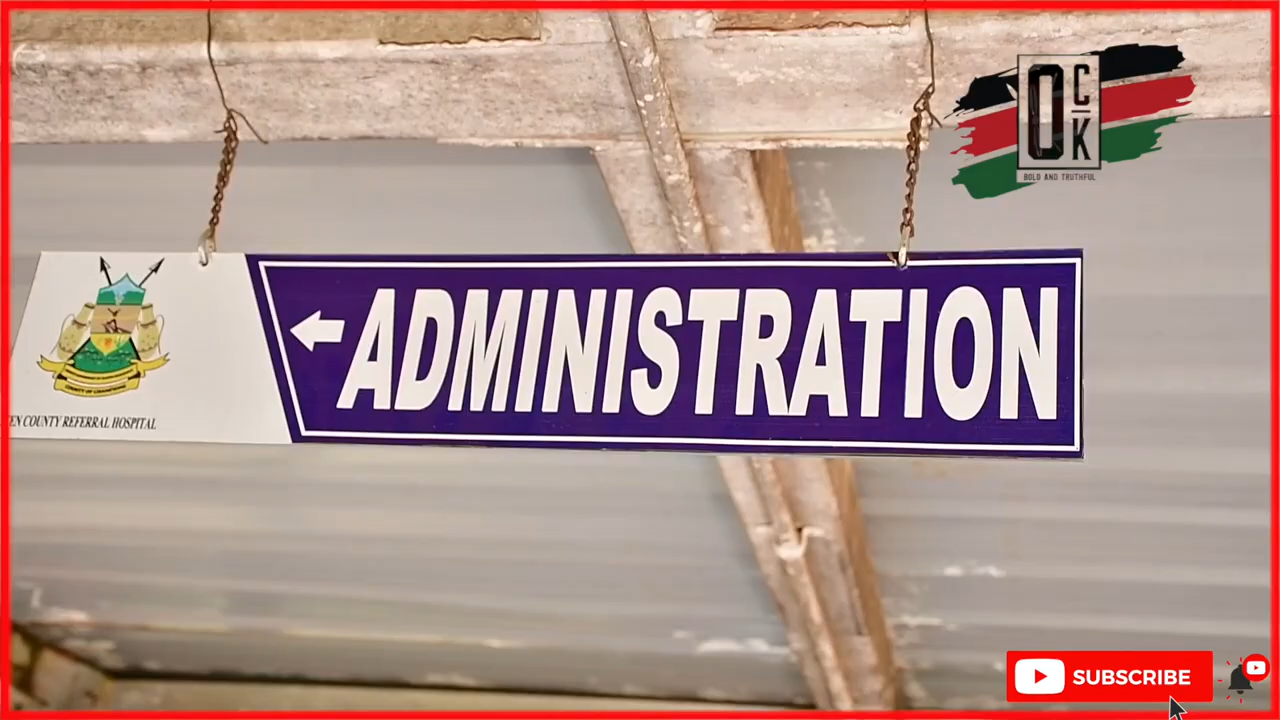 O C K
BOLD AND TRUTHFUL
ADMINISTRATION
EN COUNTY REFERRAL HOSPITAL
SUBSCRIBE